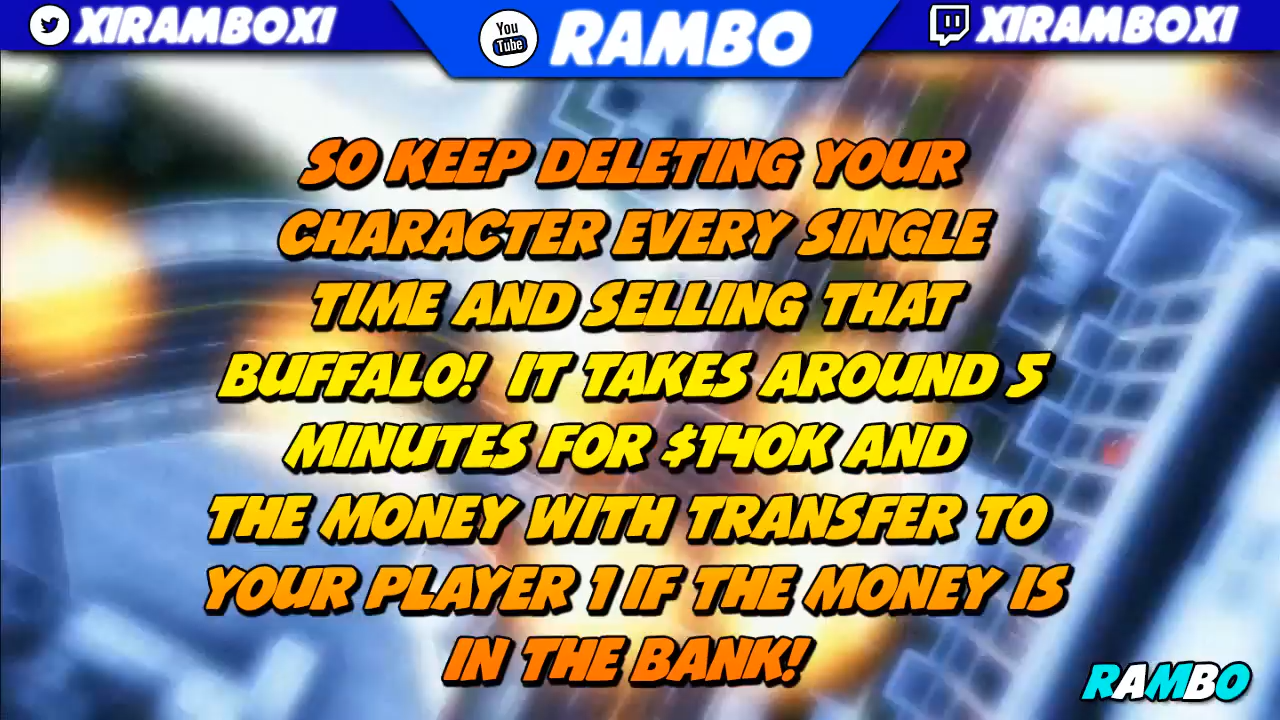 XIRAMBOXI
You Tube
RAMBO
XIRAMBOXI
SO KEEP DELETING YOUR
CHARACTER EVERY SINGLE
TIME AND SELLING THAT
BUFFALO! IT TAKES AROUND 5
MINUTES FOR $140K AND
THE MONEY WITH TRANSFER TO
YOUR PLAYER 1 IF THE MONEY IS
IN THE BANK!
RAMBO